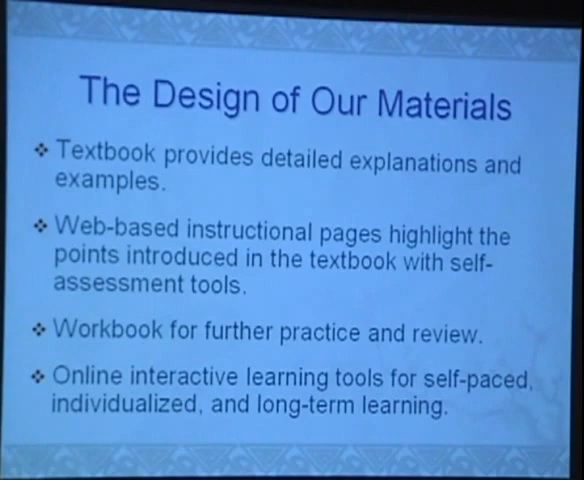 The Design of Our Materials
❖ Textbook provides detailed explanations and
examples.
❖ Web-based instructional pages highlight the
points introduced in the textbook with self-
assessment tools.
❖ Workbook for further practice and review.
❖ Online interactive learning tools for self-paced,
individualized, and long-term learning.